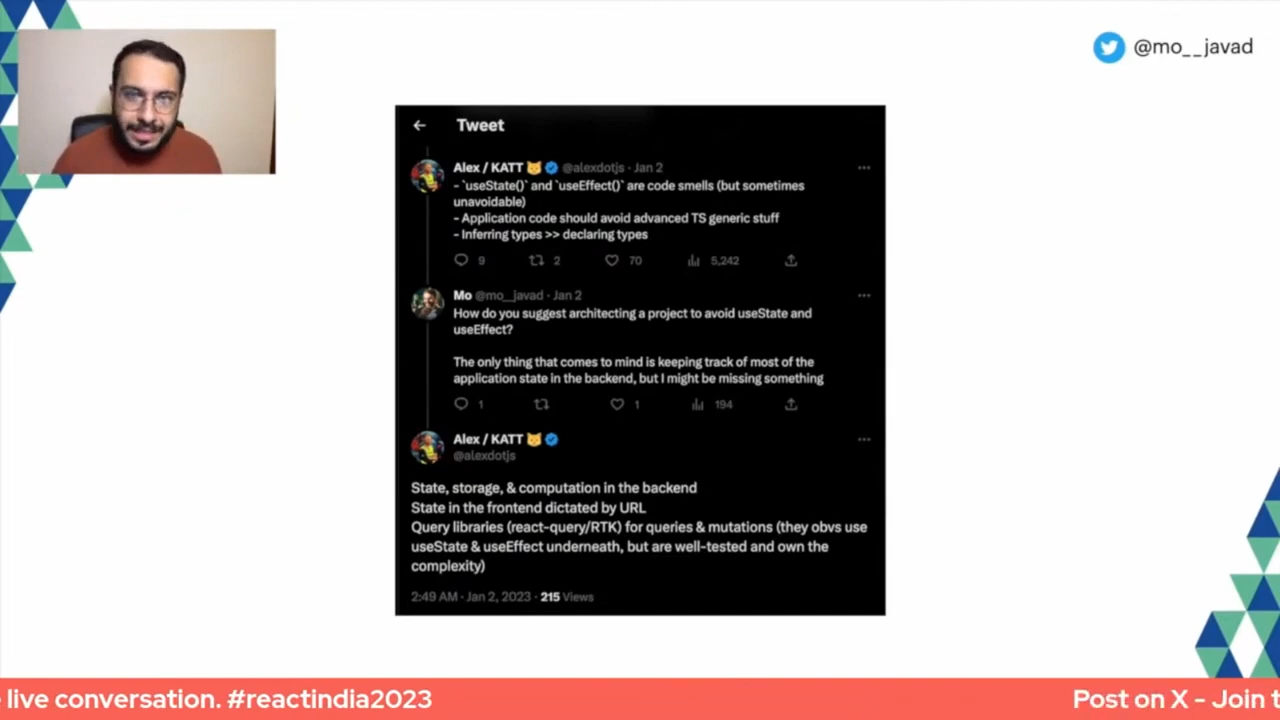 @mo__javad
Tweet
Alex / KATT 🐱 @alexdotjs · Jan 2
- `useState()` and `useEffect()` are code smells (but sometimes
unavoidable)
- Application code should avoid advanced TS generic stuff
- Inferring types >> declaring types
9 2 70 5,242
Mo @mo__javad · Jan 2
How do you suggest architecting a project to avoid useState and
useEffect?
The only thing that comes to mind is keeping track of most of the
application state in the backend, but I might be missing something
1 1 194
Alex / KATT 🐱
@alexdotjs
State, storage, & computation in the backend
State in the frontend dictated by URL
Query libraries (react-query/RTK) for queries & mutations (they obvs use
useState & useEffect underneath, but are well-tested and own the
complexity)
2:49 AM · Jan 2, 2023 · 215 Views
live conversation. #reactindia2023 Post on X - Join